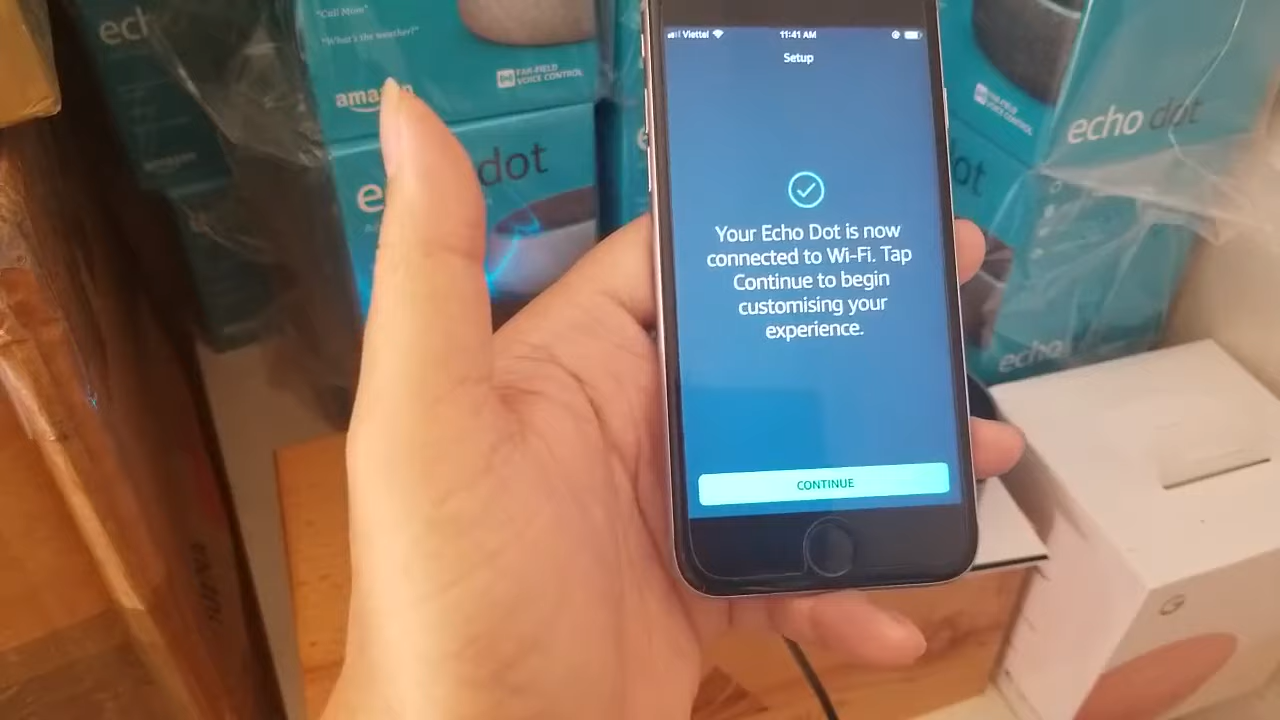 ech
"Call Mom"
"What's the weather?"
amazon
FAR-FIELD
VOICE CONTROL
dot
Viettel
11:41 AM
Setup
Your Echo Dot is now
connected to Wi-Fi. Tap
Continue to begin
customising your
experience.
CONTINUE
FAR-FIELD
VOICE CONTROL
echo dot
dot
echo